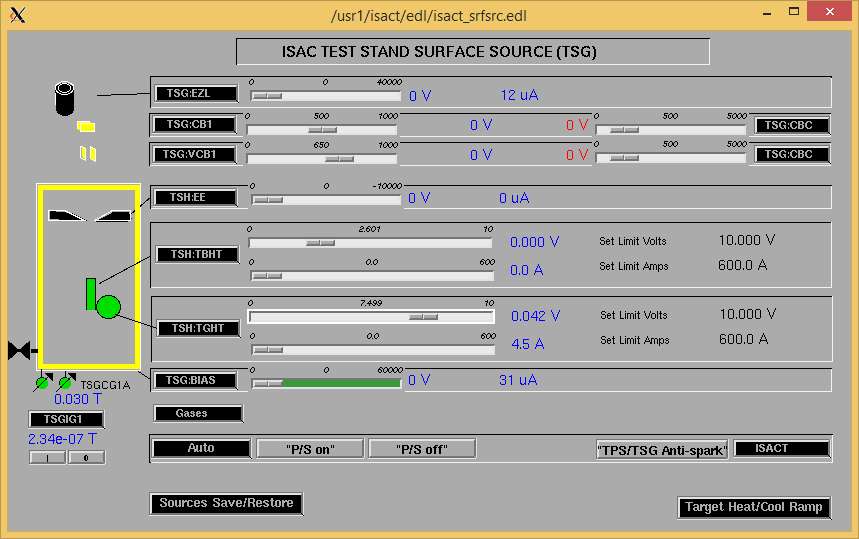 /usr1/isact/edl/isact_srfsrc.edl
ISAC TEST STAND SURFACE SOURCE (TSG)
TSG:EZL 0 0 40000 0 V 12 uA
TSG:CB1 0 500 1000 0 V 0 V 0 500 5000 TSG:CBC
TSG:VCB1 0 650 1000 0 V 0 V 0 500 5000 TSG:CBC
TSH:EE 0 0 -10000 0 V 0 uA
TSH:TBHT
0 2.601 10 0.000 V Set Limit Volts 10.000 V
0 0.0 600 0.0 A Set Limit Amps 600.0 A
TSH:TGHT
0 7.499 10 0.042 V Set Limit Volts 10.000 V
0 0.0 600 4.5 A Set Limit Amps 600.0 A
TSG:BIAS 0 0 60000 0 V 31 uA
TSGCG1A
0.030 T
TSGIG1
2.34e-07 T
I 0
Gases
Auto "P/S on" "P/S off" "TPS/TSG Anti-spark" ISACT
Sources Save/Restore
Target Heat/Cool Ramp